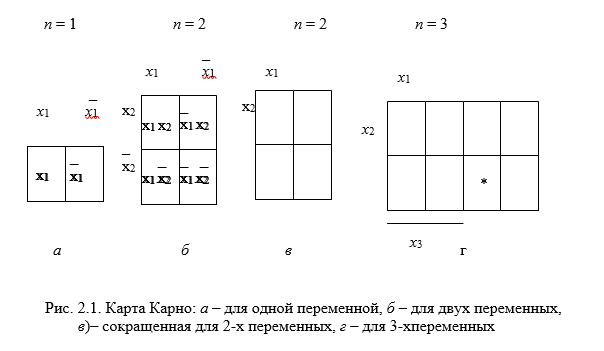 n = 1 n = 2 n = 2 n = 3
x1 x̅1 x1 x1
x1 x̅1 x2 x2 x2
x1 x2 x̅1 x2
x̅2
x1 x̅1 x1 x̅2 x̅1 x̅2 *
x3
а б в г
Рис. 2.1. Карта Карно: а – для одной переменной, б – для двух переменных,
в)– сокращенная для 2-х переменных, г – для 3-хпеременных